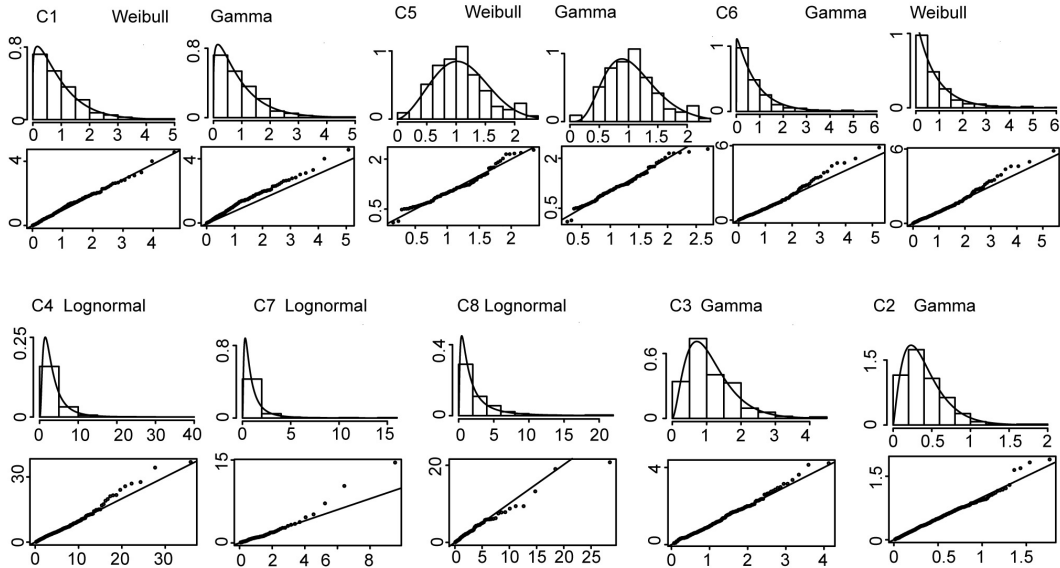 C1 Weibull Gamma C5 Weibull Gamma C6 Gamma Weibull
0.8 0.8 1 1 1 1
0 0 0 0 0 0
0 1 2 3 4 5 0 1 2 3 4 5 0 0.5 1 1.5 2 0 0.5 1 1.5 2 0 1 2 3 4 5 6 0 1 2 3 4 5 6
4 4 2 2 6 6
0 0 0.5 0.5 0 0
0 1 2 3 4 0 1 2 3 4 5 0.5 1 1.5 2 0.5 1 1.5 2 2.5 0 1 2 3 4 5 0 1 2 3 4 5
C4 Lognormal C7 Lognormal C8 Lognormal C3 Gamma C2 Gamma
0.25 0.8 0.4 0.6 1.5
0 0 0 0 0
0 10 20 30 40 0 5 10 15 0 5 10 15 20 0 1 2 3 4 0 0.5 1 1.5 2
30 15 20 4 1.5
0 0 0 0 0
0 10 20 30 0 2 4 6 8 0 5 10 15 20 25 0 1 2 3 4 0 0.5 1 1.5